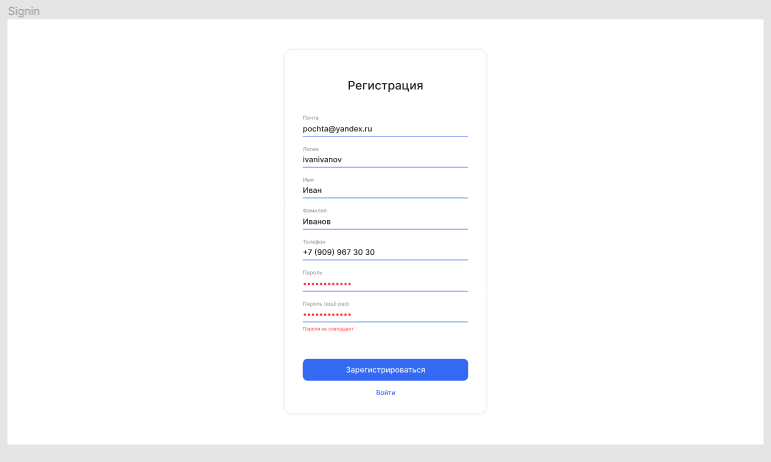 Signin
Регистрация
Почта
pochta@yandex.ru
Логин
ivanivanov
Имя
Иван
Фамилия
Иванов
Телефон
+7 (909) 967 30 30
Пароль
••••••••••••
Пароль (ещё раз)
••••••••••••
Пароли не совпадают
Зарегистрироваться
Войти